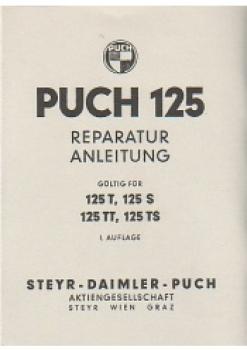 PUCH
PUCH 125
REPARATUR
ANLEITUNG
GÜLTIG FÜR
125 T, 125 S
125 TT, 125 TS
1. AUFLAGE
STEYR-DAIMLER-PUCH
AKTIENGESELLSCHAFT
STEYR WIEN GRAZ